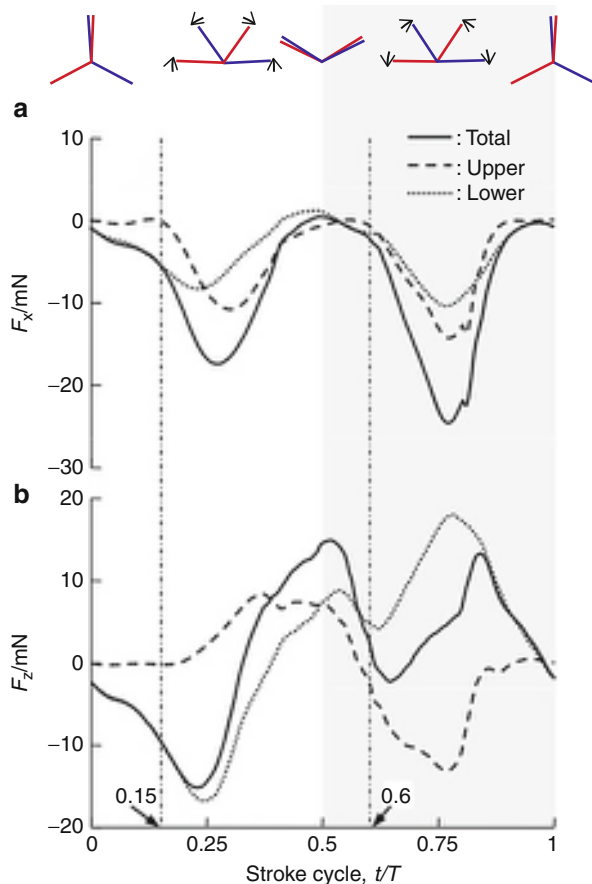 a
10
0
−10
−20
−30
Fx/mN
: Total
: Upper
: Lower
b
20
10
0
−10
−20
Fz/mN
0.15
0.6
0
0.25
0.5
0.75
1
Stroke cycle, t/T